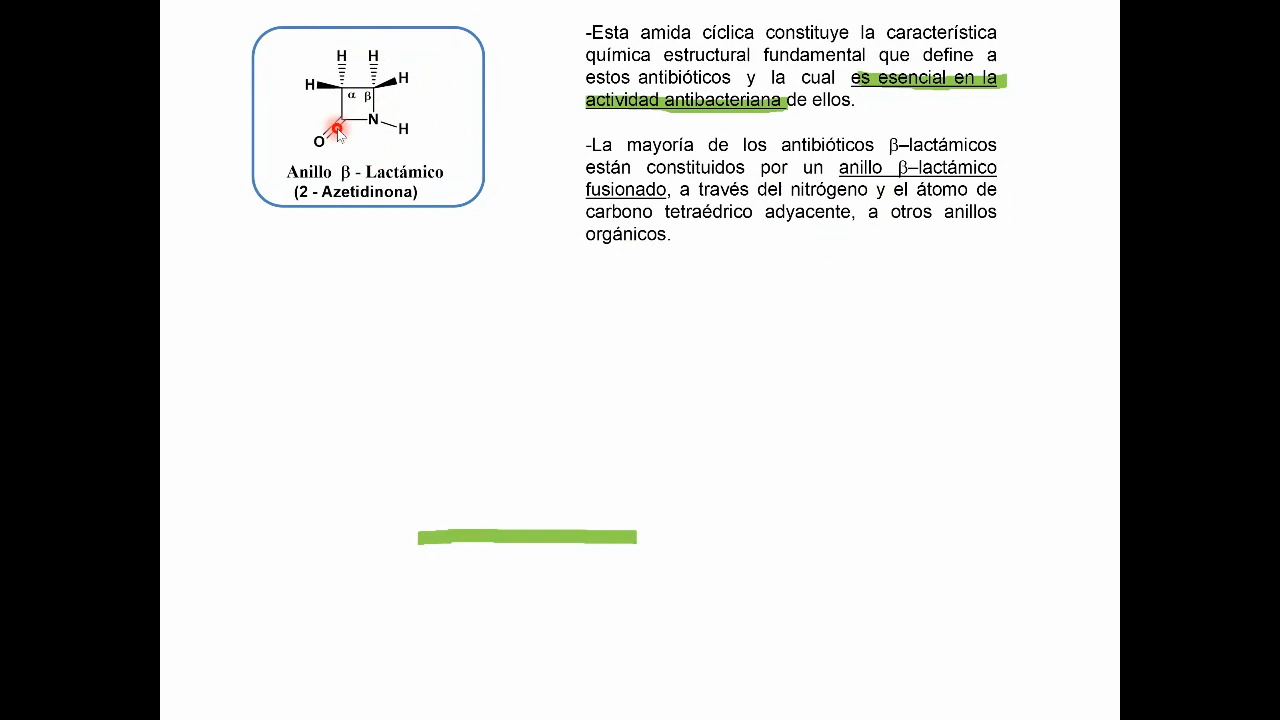 H H
H H
α β
N
H
O
Anillo β - Lactámico
(2 - Azetidinona)
-Esta amida cíclica constituye la característica
química estructural fundamental que define a
estos antibióticos y la cual es esencial en la
actividad antibacteriana de ellos.
-La mayoría de los antibióticos β–lactámicos
están constituidos por un anillo β–lactámico
fusionado, a través del nitrógeno y el átomo de
carbono tetraédrico adyacente, a otros anillos
orgánicos.